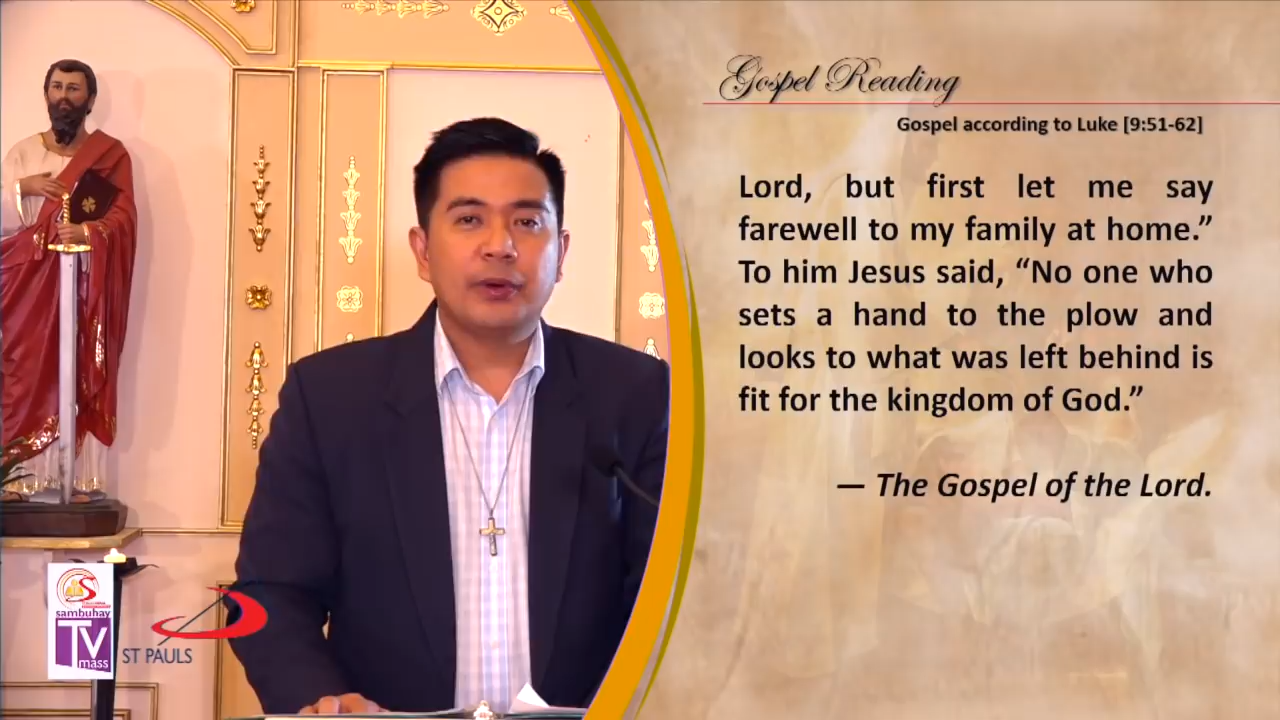 Gospel Reading
Gospel according to Luke [9:51-62]
Lord, but first let me say
farewell to my family at home.”
To him Jesus said, “No one who
sets a hand to the plow and
looks to what was left behind is
fit for the kingdom of God.”
— The Gospel of the Lord.
sambuhay
TV
mass
ST PAULS